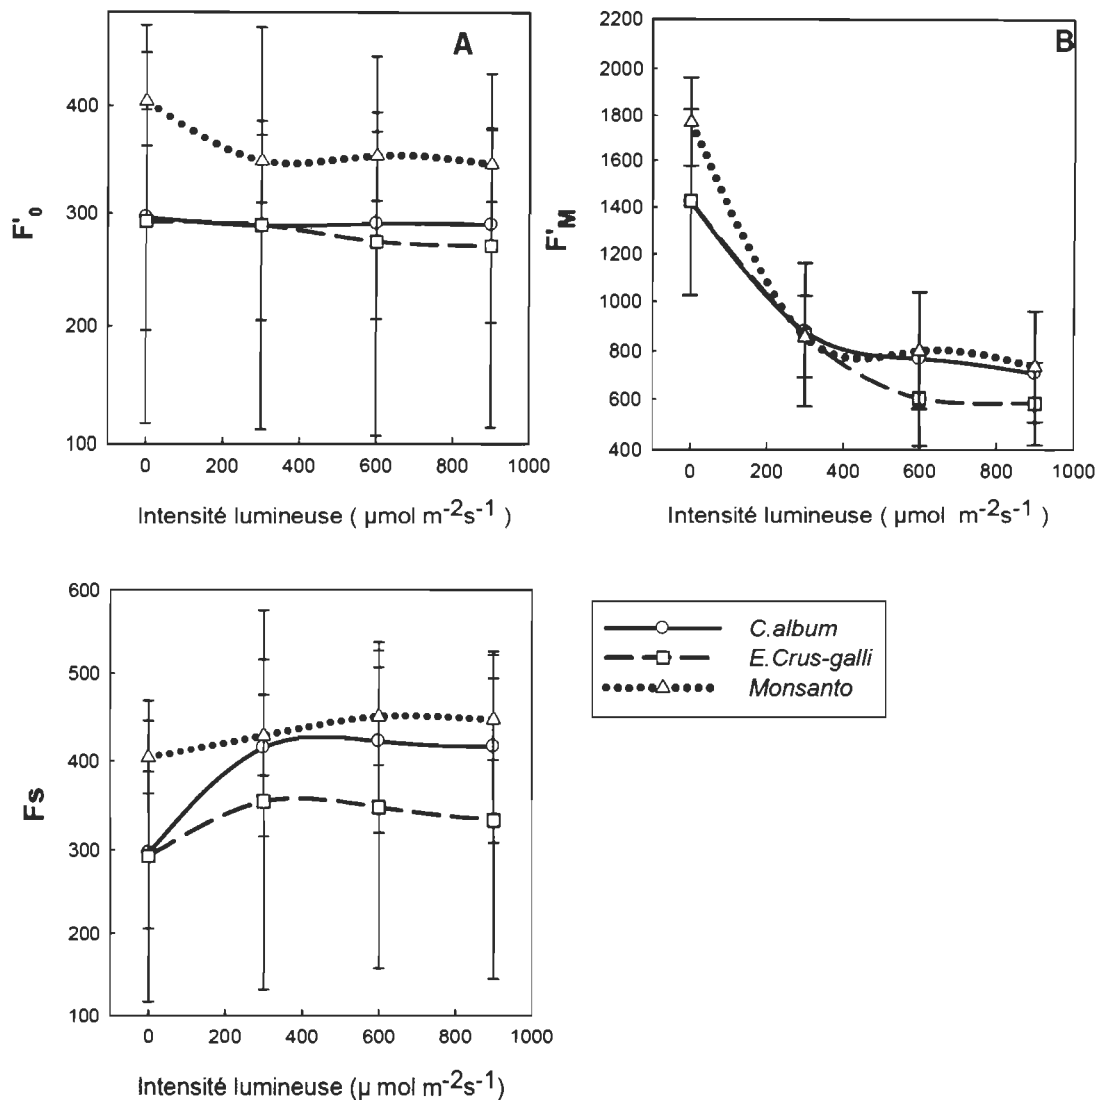 A
F'0
400
300
200
100
0 200 400 600 800 1000
Intensité lumineuse ( µmol m-2s-1 )
B
F'M
2200
2000
1800
1600
1400
1200
1000
800
600
400
0 200 400 600 800 1000
Intensité lumineuse ( µmol m-2s-1 )
Fs
600
500
400
300
200
100
0 200 400 600 800 1000
Intensité lumineuse (µ mol m-2s-1)
C.album
E.Crus-galli
Monsanto